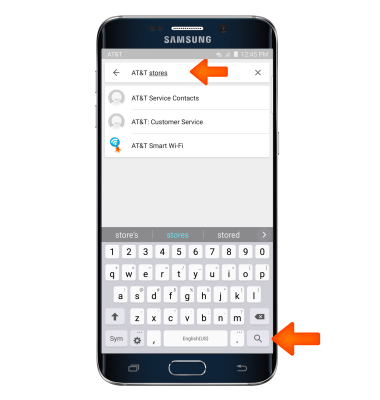 SAMSUNG
AT&T 12:45 PM
AT&T stores
AT&T Service Contacts
AT&T: Customer Service
AT&T Smart Wi-Fi
store's stores stored
1 2 3 4 5 6 7 8 9 0
q w e r t y u i o p
a s d f g h j k l
z x c v b n m
Sym , English(US) .